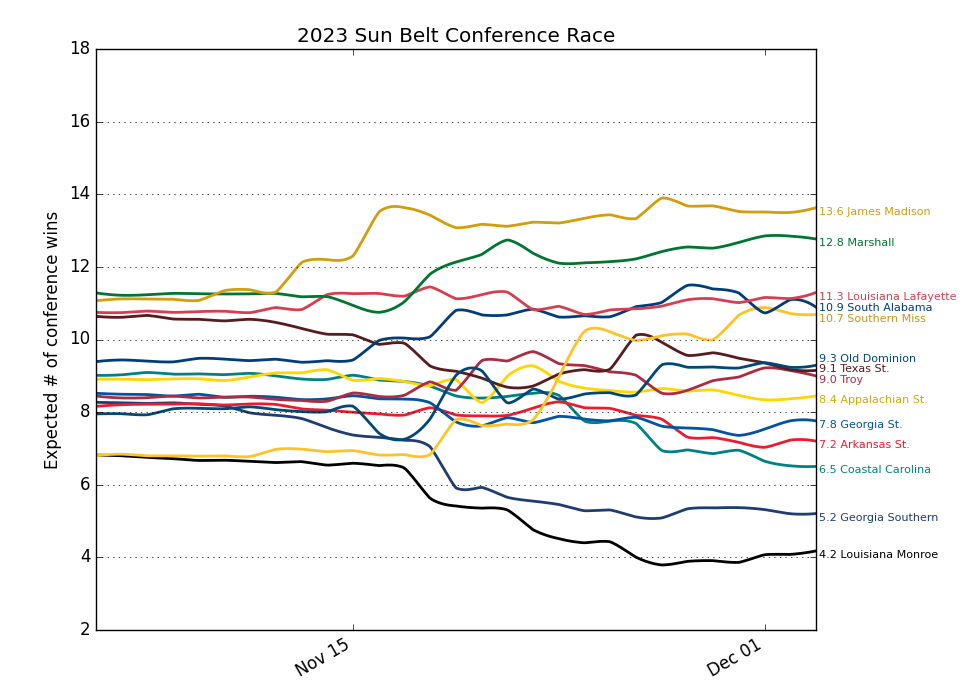 2023 Sun Belt Conference Race
Expected # of conference wins
18
16
14
12
10
8
6
4
2
Nov 15
Dec 01
13.6 James Madison
12.8 Marshall
11.3 Louisiana Lafayette
10.9 South Alabama
10.7 Southern Miss
9.3 Old Dominion
9.1 Texas St.
9.0 Troy
8.4 Appalachian St.
7.8 Georgia St.
7.2 Arkansas St.
6.5 Coastal Carolina
5.2 Georgia Southern
4.2 Louisiana Monroe